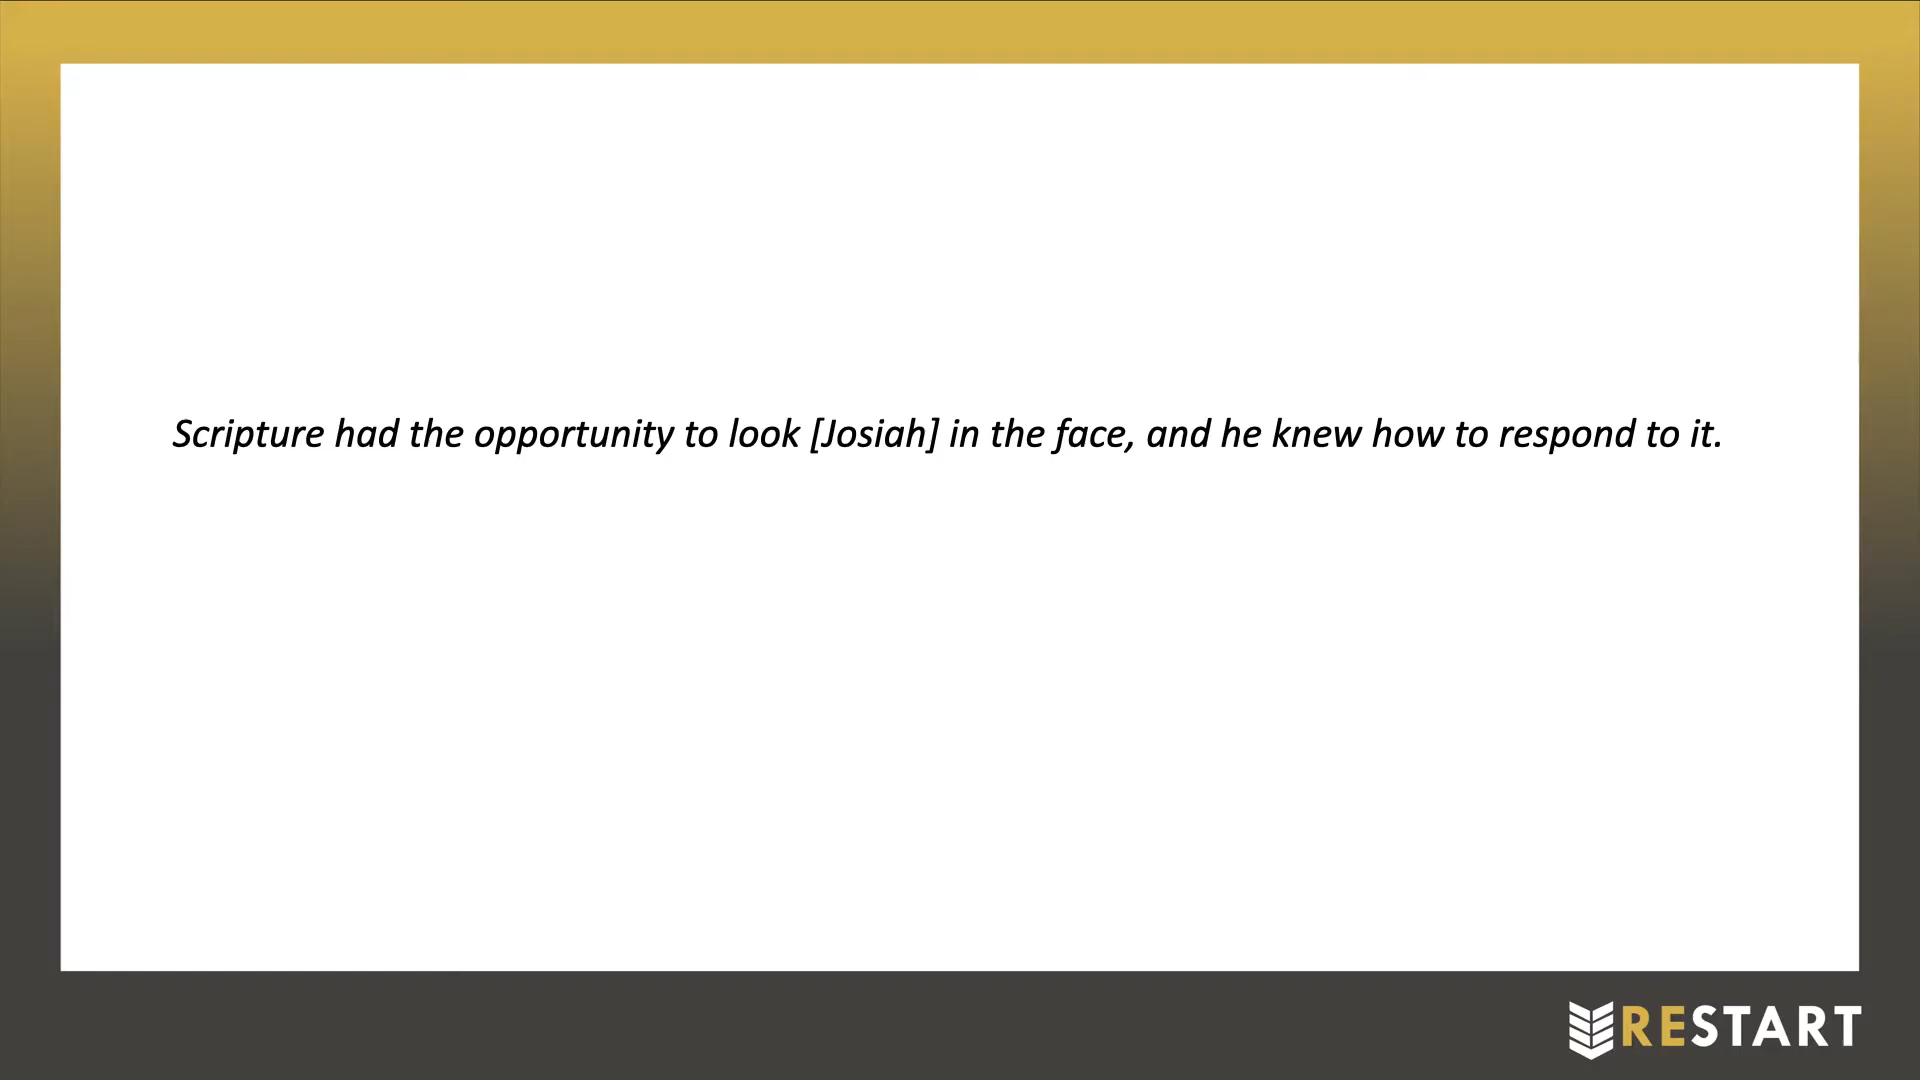 Scripture had the opportunity to look [Josiah] in the face, and he knew how to respond to it.
RESTART